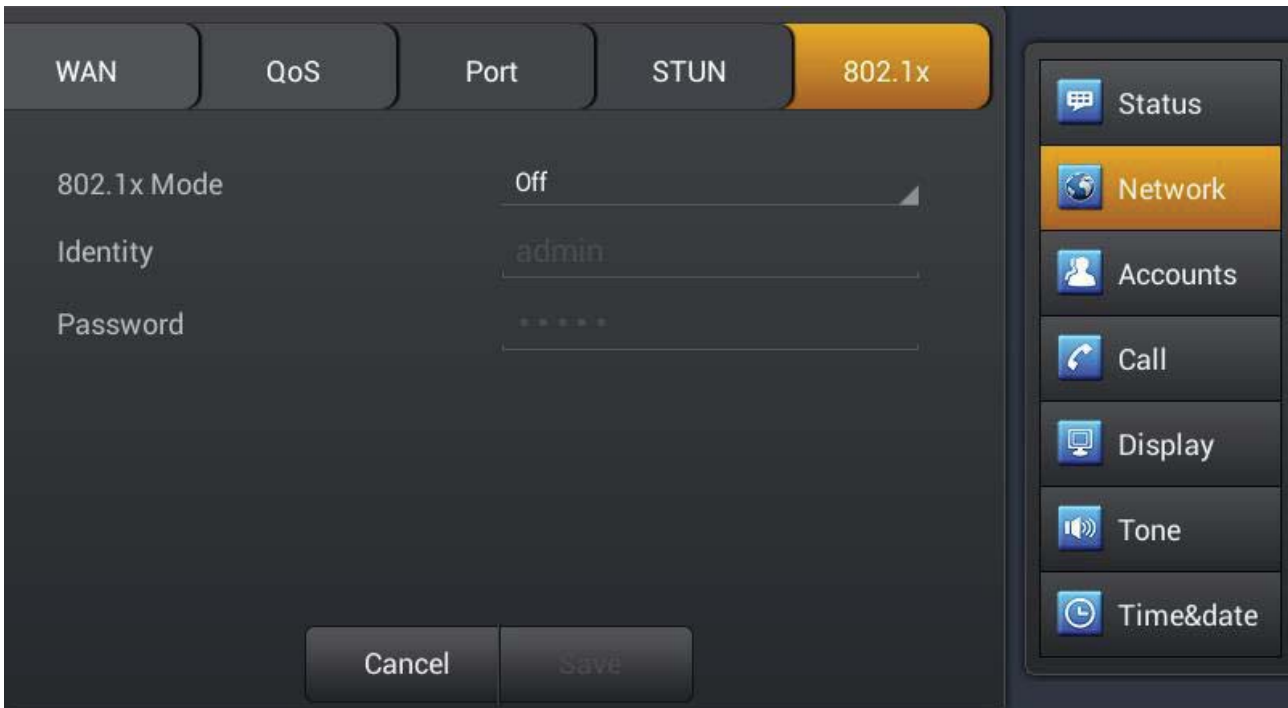 WAN QoS Port STUN 802.1x
802.1x Mode Off
Identity admin
Password •••••
Cancel Save
Status
Network
Accounts
Call
Display
Tone
Time&date